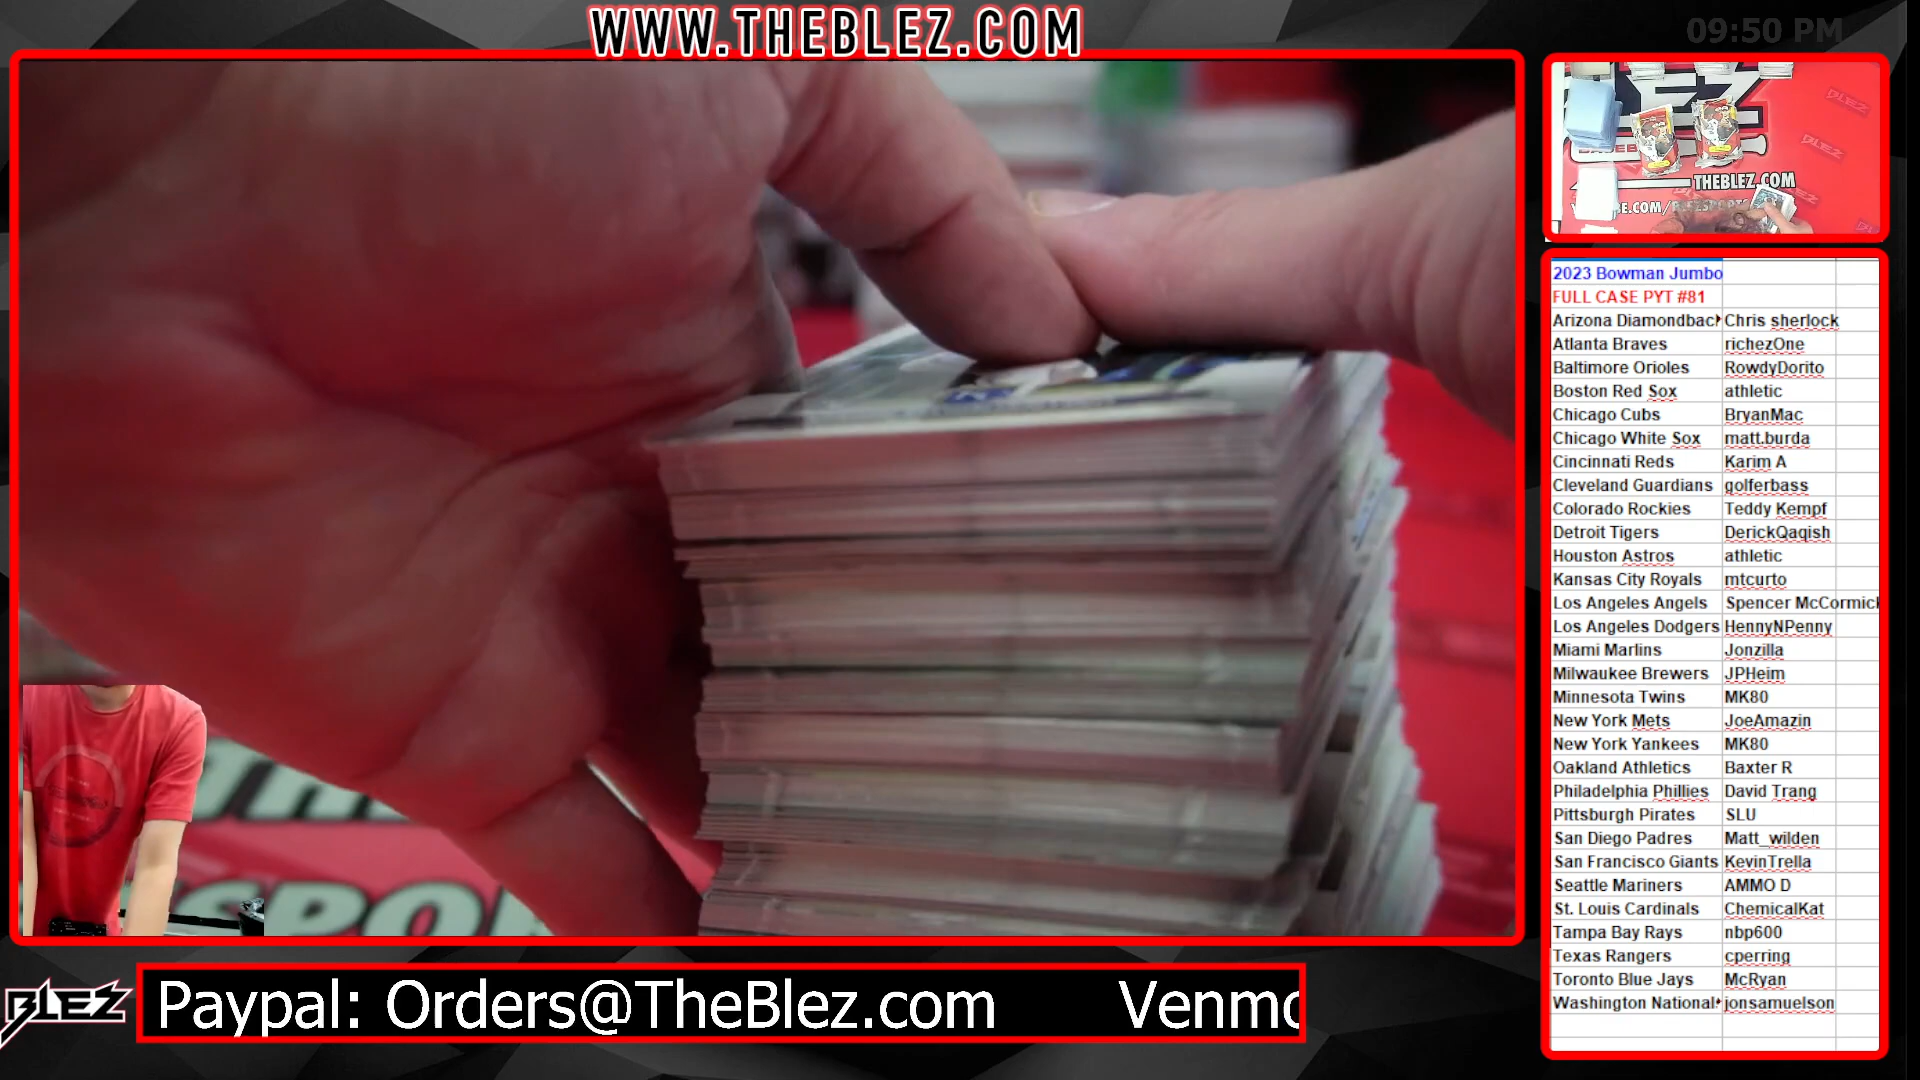 WWW.THEBLEZ.COM
09:50 PM
THEBLEZ.COM
2023 Bowman Jumbo
FULL CASE PYT #81
Arizona Diamondbac Chris sherlock
Atlanta Braves richezOne
Baltimore Orioles RowdyDorito
Boston Red Sox athletic
Chicago Cubs BryanMac
Chicago White Sox matt.burda
Cincinnati Reds Karim A
Cleveland Guardians golferbass
Colorado Rockies Teddy Kempf
Detroit Tigers DerickQaqish
Houston Astros athletic
Kansas City Royals mtcurto
Los Angeles Angels Spencer McCormick
Los Angeles Dodgers HennyNPenny
Miami Marlins Jonzilla
Milwaukee Brewers JPHeim
Minnesota Twins MK80
New York Mets JoeAmazin
New York Yankees MK80
Oakland Athletics Baxter R
Philadelphia Phillies David Trang
Pittsburgh Pirates SLU
San Diego Padres Matt_wilden
San Francisco Giants KevinTrella
Seattle Mariners AMMO D
St. Louis Cardinals ChemicalKat
Tampa Bay Rays nbp600
Texas Rangers cperring
Toronto Blue Jays McRyan
Washington National jonsamuelson
BLEZ
Paypal: Orders@TheBlez.com Venmo